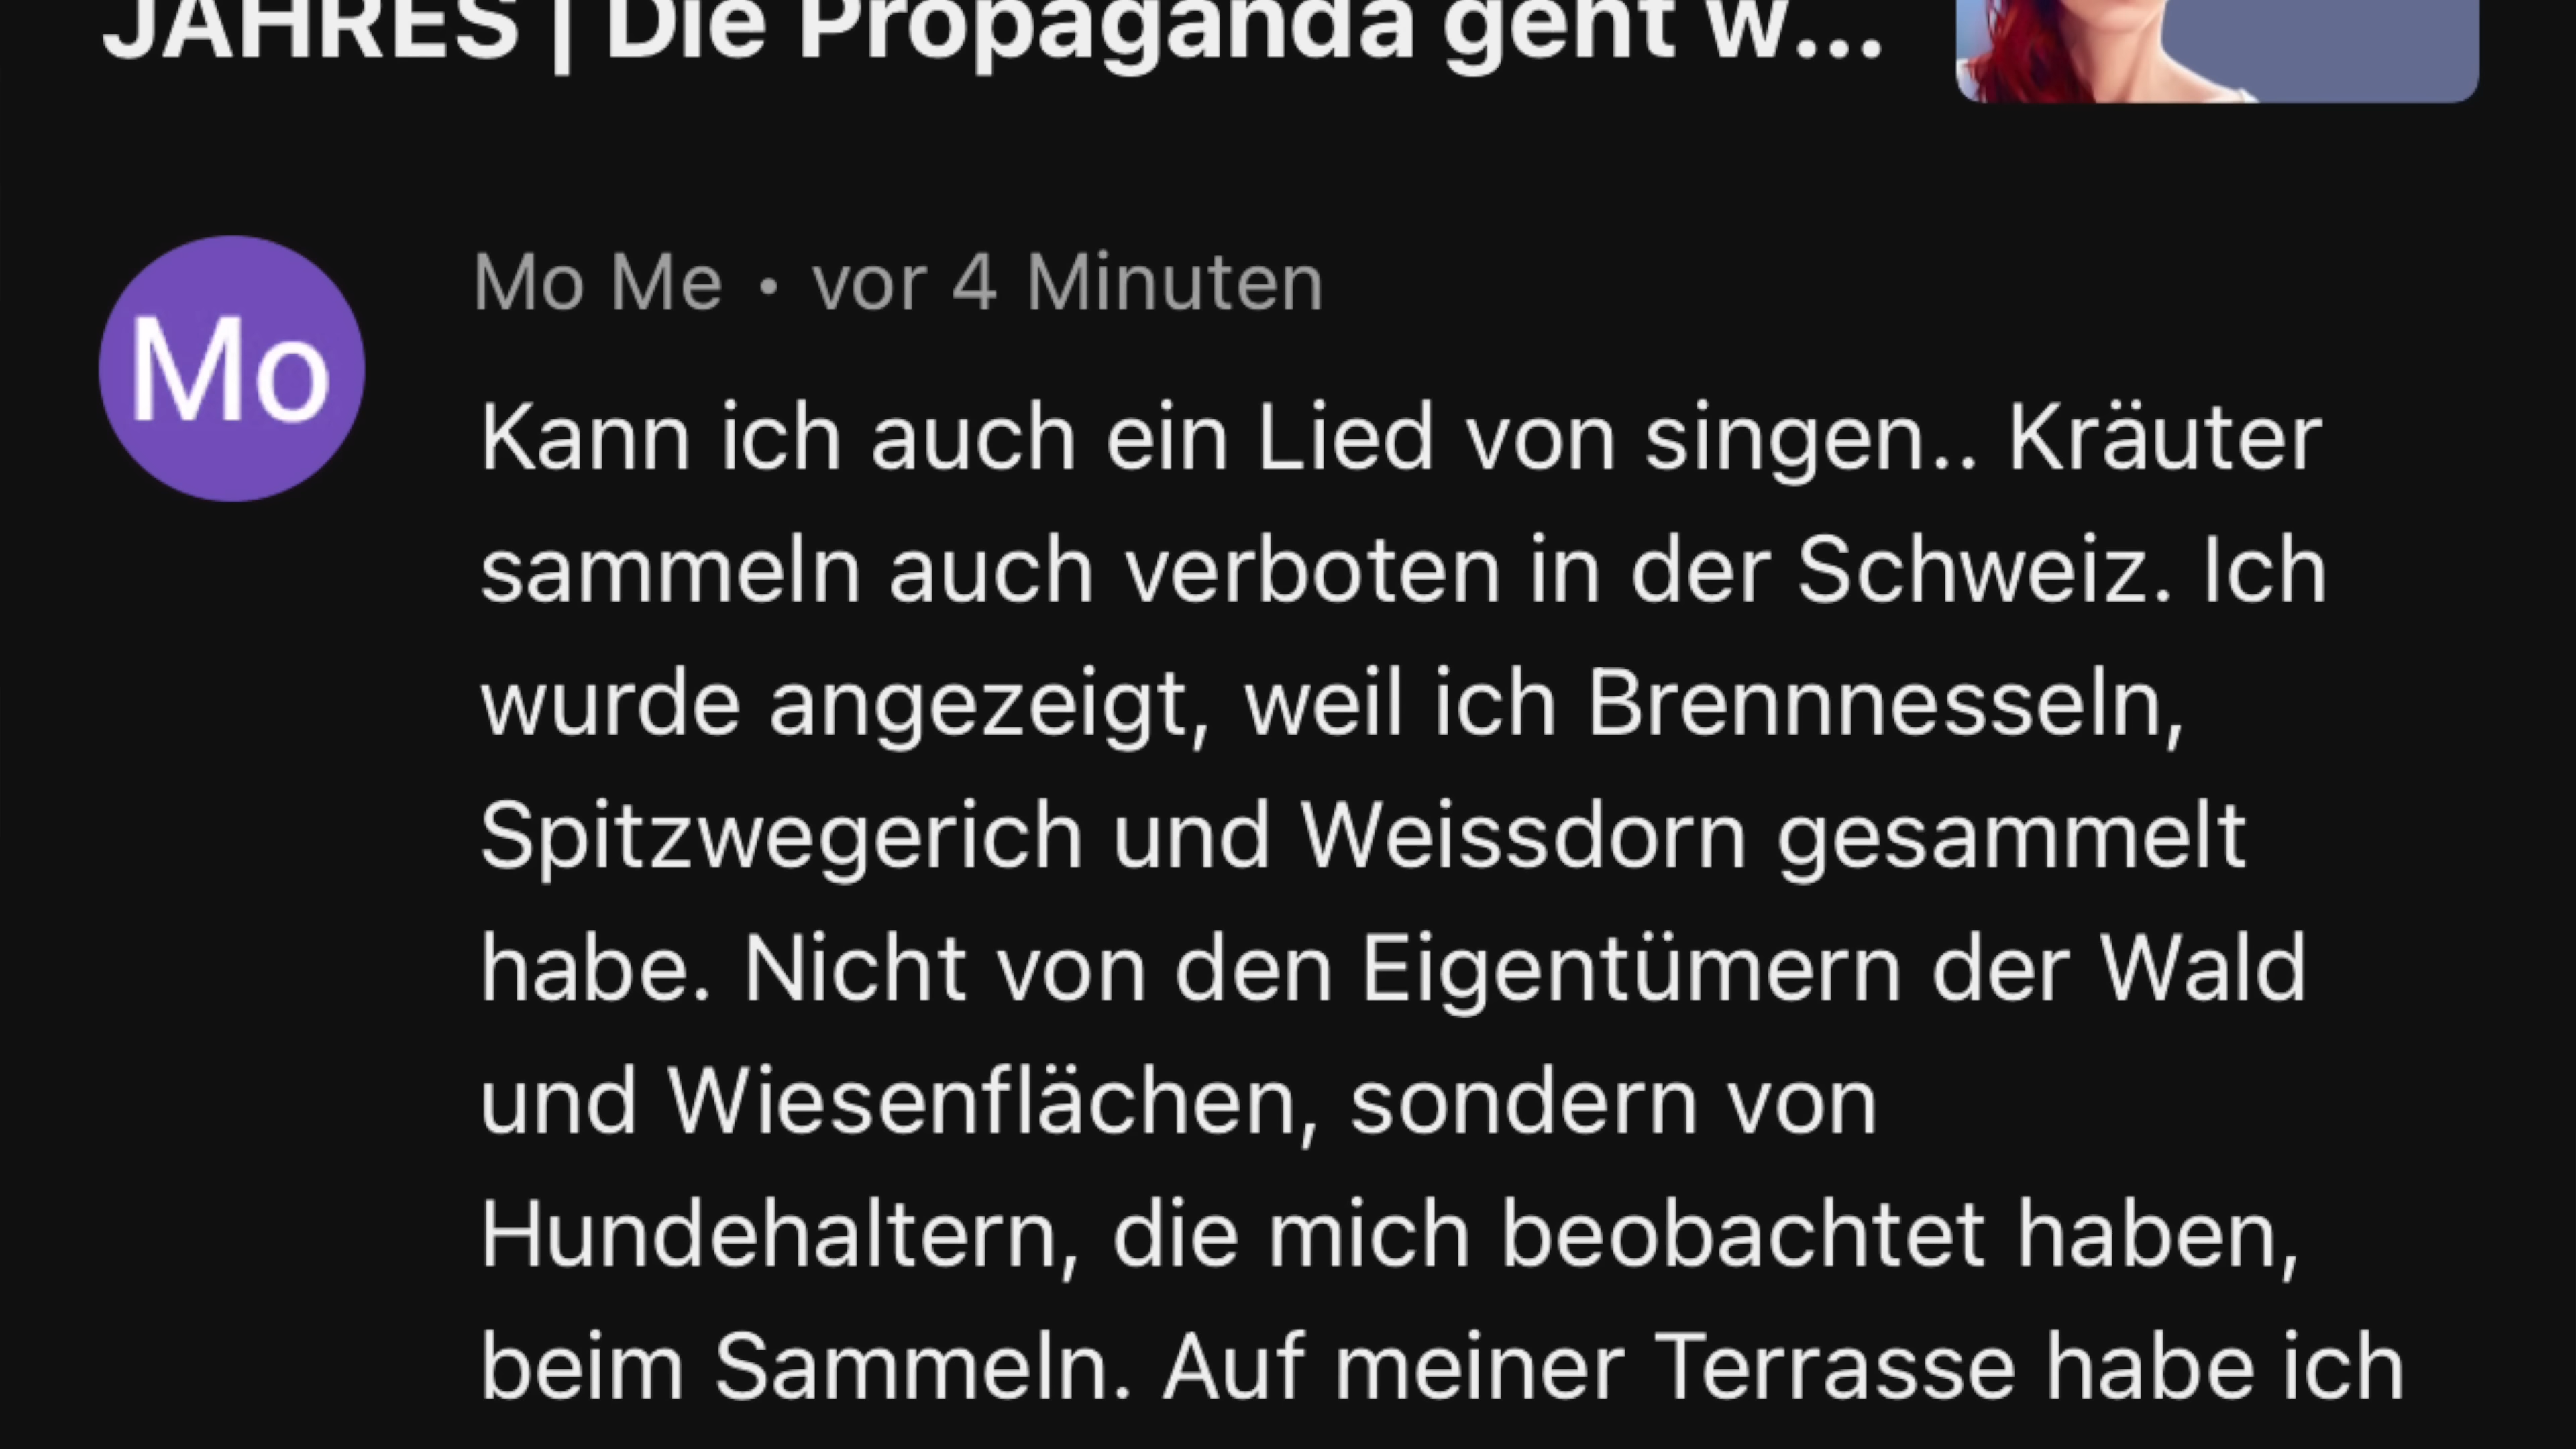 JAHRES | Die Propaganda geht w...
Mo
Mo Me • vor 4 Minuten
Kann ich auch ein Lied von singen.. Kräuter
sammeln auch verboten in der Schweiz. Ich
wurde angezeigt, weil ich Brennnesseln,
Spitzwegerich und Weissdorn gesammelt
habe. Nicht von den Eigentümern der Wald
und Wiesenflächen, sondern von
Hundehaltern, die mich beobachtet haben,
beim Sammeln. Auf meiner Terrasse habe ich